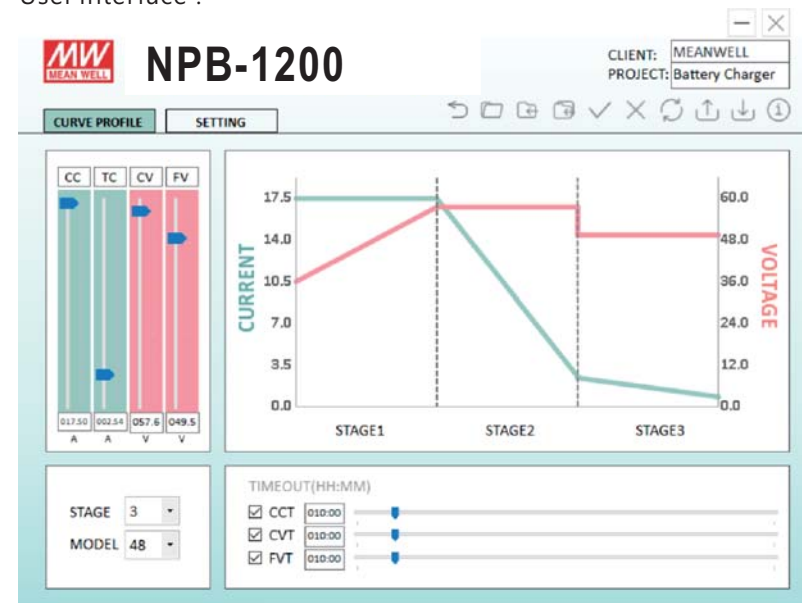 User Interface :
MW
MEAN WELL
NPB-1200
CLIENT: MEANWELL
PROJECT: Battery Charger
CURVE PROFILE SETTING
CC TC CV FV
017.50 002.54 057.6 049.5
A A V V
CURRENT
17.5
14.0
10.5
7.0
3.5
0.0
60.0
48.0
36.0
24.0
12.0
0.0
VOLTAGE
STAGE1 STAGE2 STAGE3
STAGE 3
MODEL 48
TIMEOUT(HH:MM)
CCT 010:00
CVT 010:00
FVT 010:00